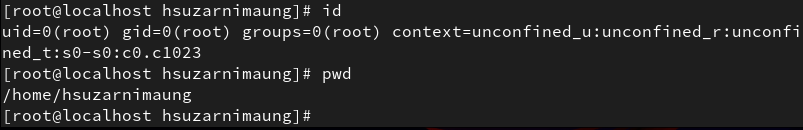 [root@localhost hsuzarnimaung]# id
uid=0(root) gid=0(root) groups=0(root) context=unconfined_u:unconfined_r:unconfi
ned_t:s0-s0:c0.c1023
[root@localhost hsuzarnimaung]# pwd
/home/hsuzarnimaung
[root@localhost hsuzarnimaung]#